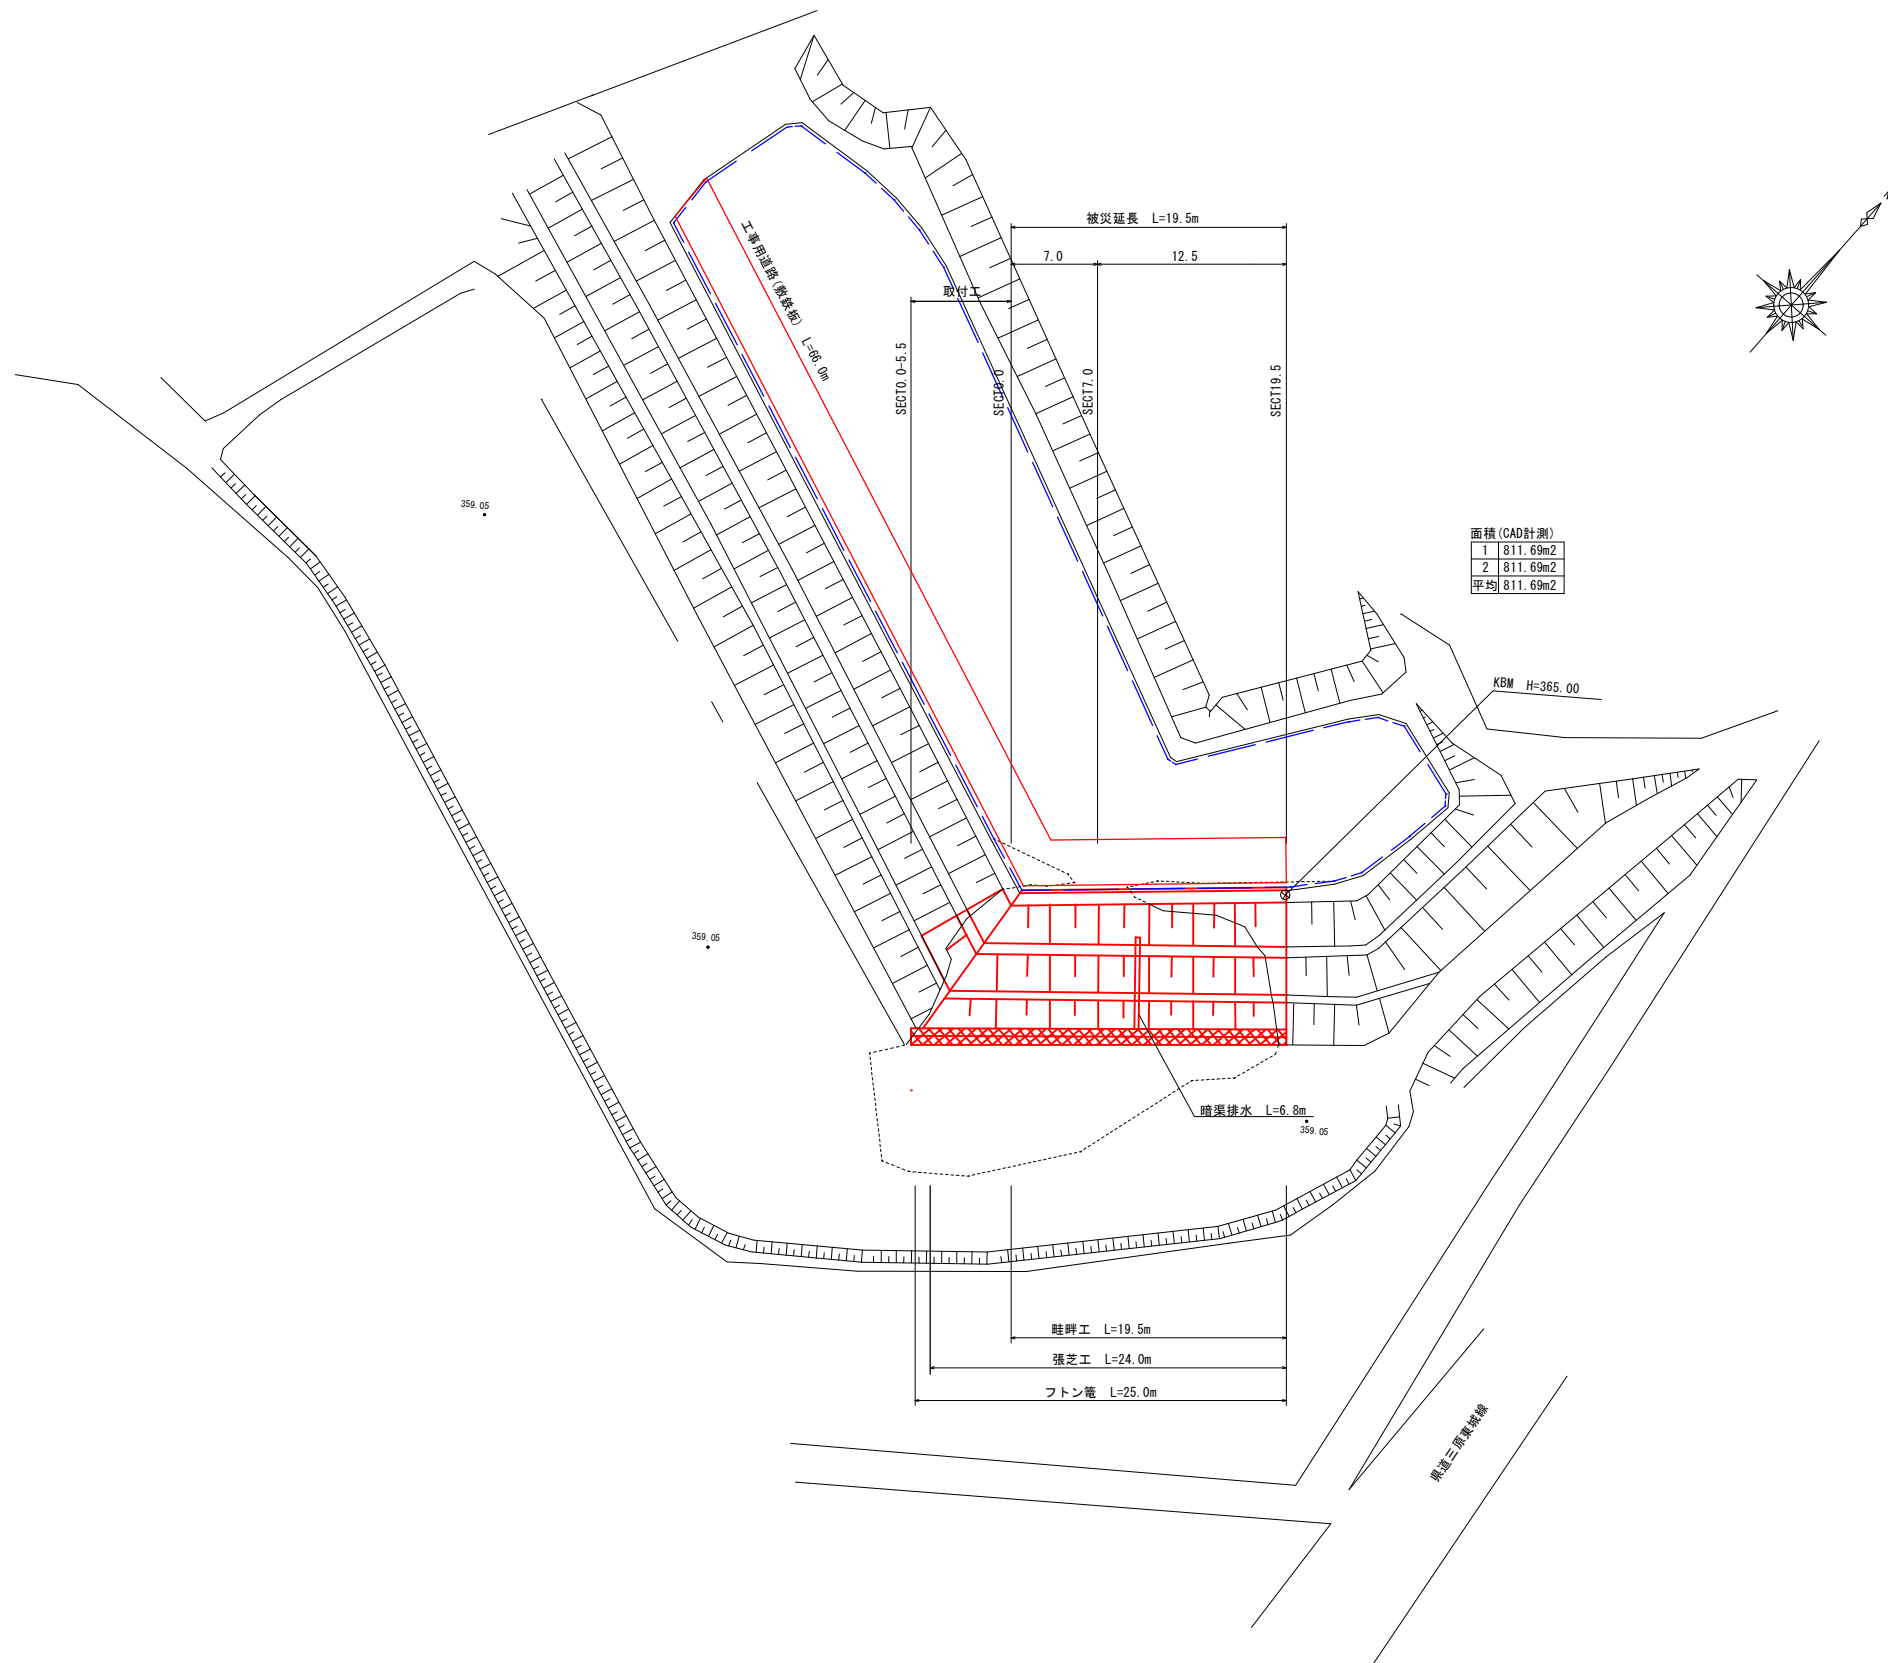 被災延長 L=19.5m
7.0
12.5
取付工
工事用道路(敷鉄板) L=66.0m
SECT0.0-5.5
SECT0.0
SECT7.0
SECT19.5
359.05
面積(CAD計測)
1 811.69m2
2 811.69m2
平均 811.69m2
KBM H=365.00
359.05
暗渠排水 L=6.8m
359.05
畦畔工 L=19.5m
張芝工 L=24.0m
フトン篭 L=25.0m
県道三原東城線